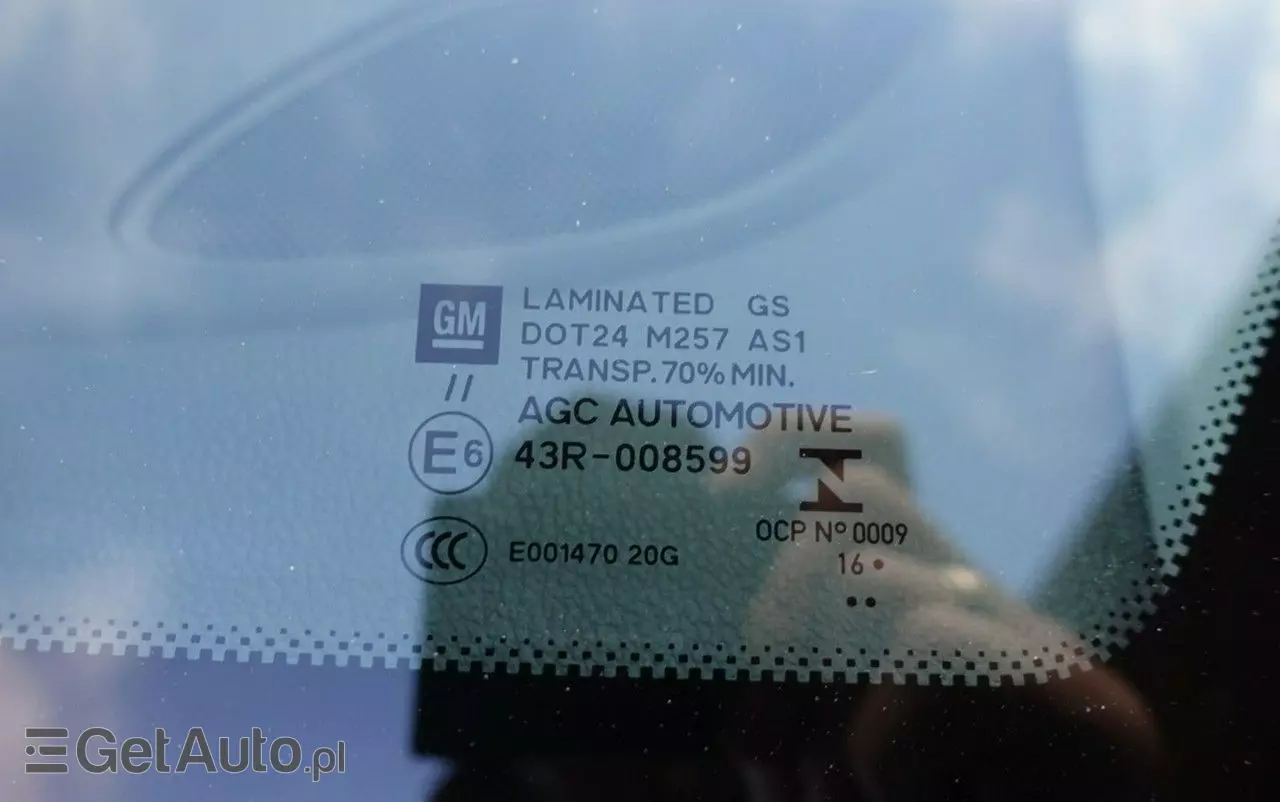 GM
LAMINATED GS
DOT24 M257 AS1
TRANSP. 70% MIN.
//
AGC AUTOMOTIVE
E6 43R-008599
CCC E001470 20G
OCP Nº 0009
16
GetAuto.pl